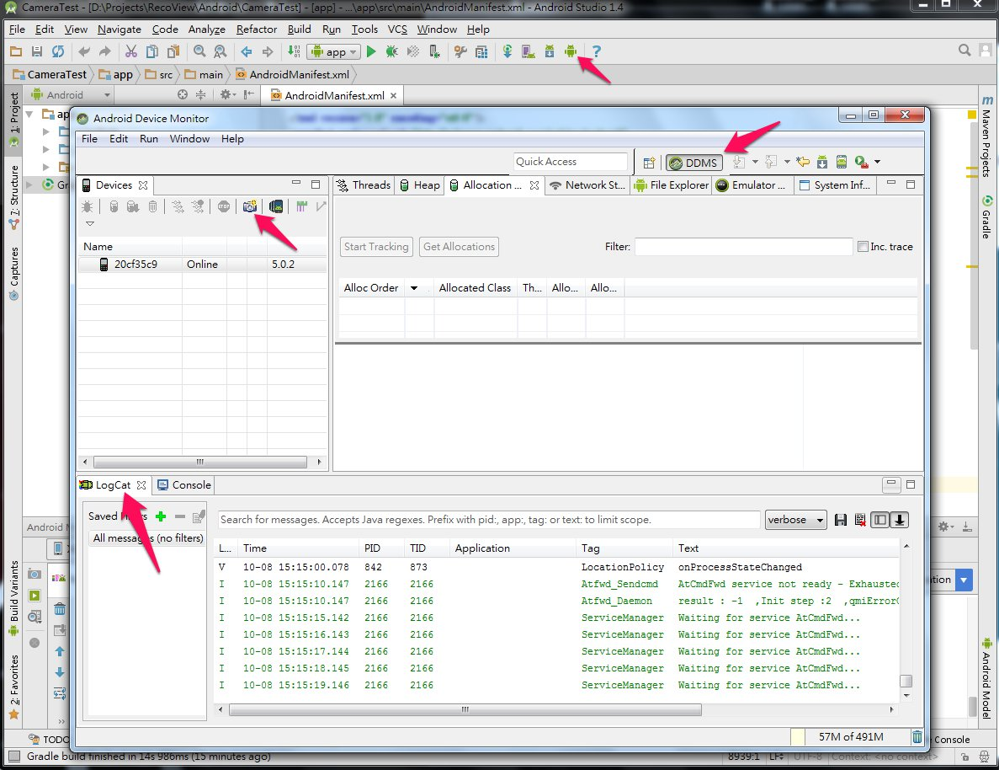 CameraTest - [D:\Projects\RecoView\Android\CameraTest] - [app] - ...\app\src\main\AndroidManifest.xml - Android Studio 1.4
File Edit View Navigate Code Analyze Refactor Build Run Tools VCS Window Help
app
CameraTest app src main AndroidManifest.xml
Android
AndroidManifest.xml
1: Project
7: Structure
Captures
Build Variants
2: Favorites
ap
Gr
Android Device Monitor
File Edit Run Window Help
Quick Access
DDMS
Devices
Threads Heap Allocation ... Network St... File Explorer Emulator ... System Inf...
Name
20cf35c9 Online 5.0.2
Start Tracking Get Allocations Filter: Inc. trace
Alloc Order Allocated Class Th... Allo... Allo...
LogCat Console
Saved
All messages (no filters)
Search for messages. Accepts Java regexes. Prefix with pid:, app:, tag: or text: to limit scope.
verbose
L... Time PID TID Application Tag Text
V 10-08 15:15:00.078 842 873 LocationPolicy onProcessStateChanged
I 10-08 15:15:10.147 2166 2166 Atfwd_Sendcmd AtCmdFwd service not ready - Exhausted
I 10-08 15:15:10.147 2166 2166 Atfwd_Daemon result : -1 ,Init step :2 ,qmiError
I 10-08 15:15:15.142 2166 2166 ServiceManager Waiting for service AtCmdFwd...
I 10-08 15:15:16.143 2166 2166 ServiceManager Waiting for service AtCmdFwd...
I 10-08 15:15:17.144 2166 2166 ServiceManager Waiting for service AtCmdFwd...
I 10-08 15:15:18.145 2166 2166 ServiceManager Waiting for service AtCmdFwd...
I 10-08 15:15:19.146 2166 2166 ServiceManager Waiting for service AtCmdFwd...
57M of 491M
Android M
tion
Maven Projects
Gradle
Android Model
TODO
Console
Gradle build finished in 14s 986ms (15 minutes ago)
8939:1 LF UTF-8 Context: <no context>